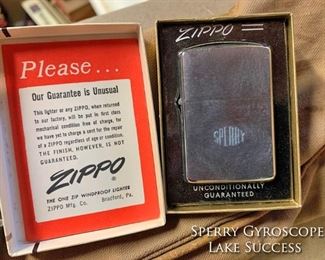 Please...
Our Guarantee is Unusual
This lighter or any ZIPPO, when returned
to our factory, will be put in first class
mechanical condition free of charge, for
we have yet to charge a cent for the repair
of a ZIPPO regardless of age or condition.
THE FINISH, HOWEVER, IS NOT
GUARANTEED.
ZIPPO
THE ONE ZIP WINDPROOF LIGHTER
ZIPPO Mfg. Co. Bradford, Pa.
ZIPPO
SPERRY
UNCONDITIONALLY
GUARANTEED
SPERRY GYROSCOPE
LAKE SUCCESS